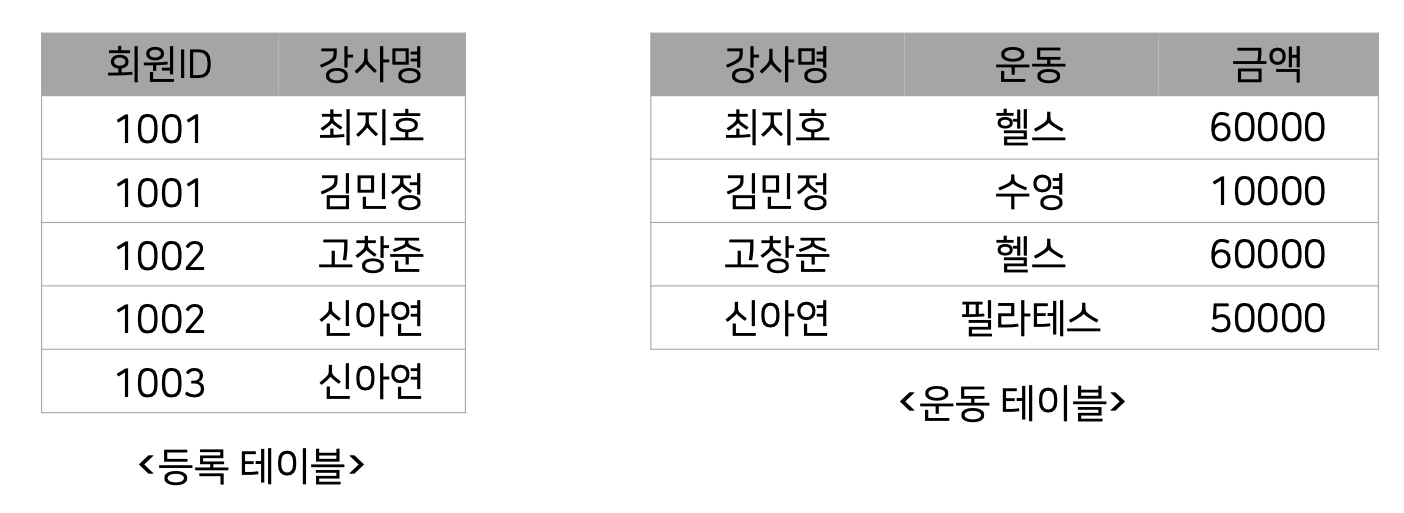 회원ID 강사명
1001 최지호
1001 김민정
1002 고창준
1002 신아연
1003 신아연
<등록 테이블>
강사명 운동 금액
최지호 헬스 60000
김민정 수영 10000
고창준 헬스 60000
신아연 필라테스 50000
<운동 테이블>